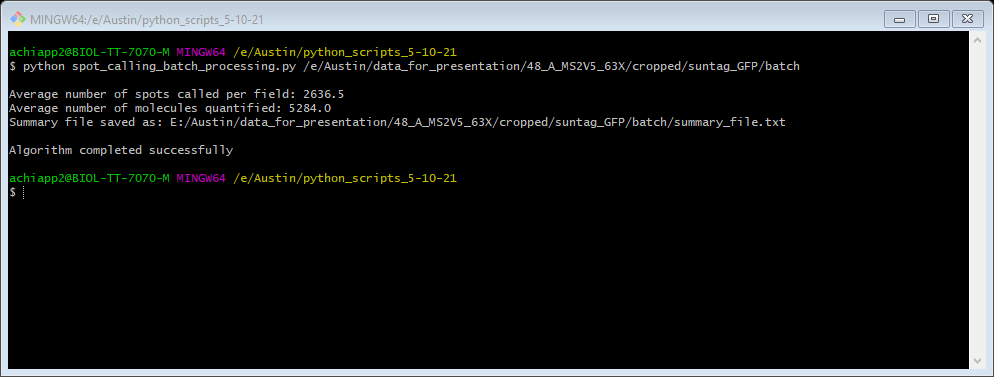 MINGW64:/e/Austin/python_scripts_5-10-21
achiapp2@BIOL-TT-7070-M MINGW64 /e/Austin/python_scripts_5-10-21
$ python spot_calling_batch_processing.py /e/Austin/data_for_presentation/48_A_MS2V5_63X/cropped/suntag_GFP/batch
Average number of spots called per field: 2636.5
Average number of molecules quantified: 5284.0
Summary file saved as: E:/Austin/data_for_presentation/48_A_MS2V5_63X/cropped/suntag_GFP/batch/summary_file.txt
Algorithm completed successfully
achiapp2@BIOL-TT-7070-M MINGW64 /e/Austin/python_scripts_5-10-21
$